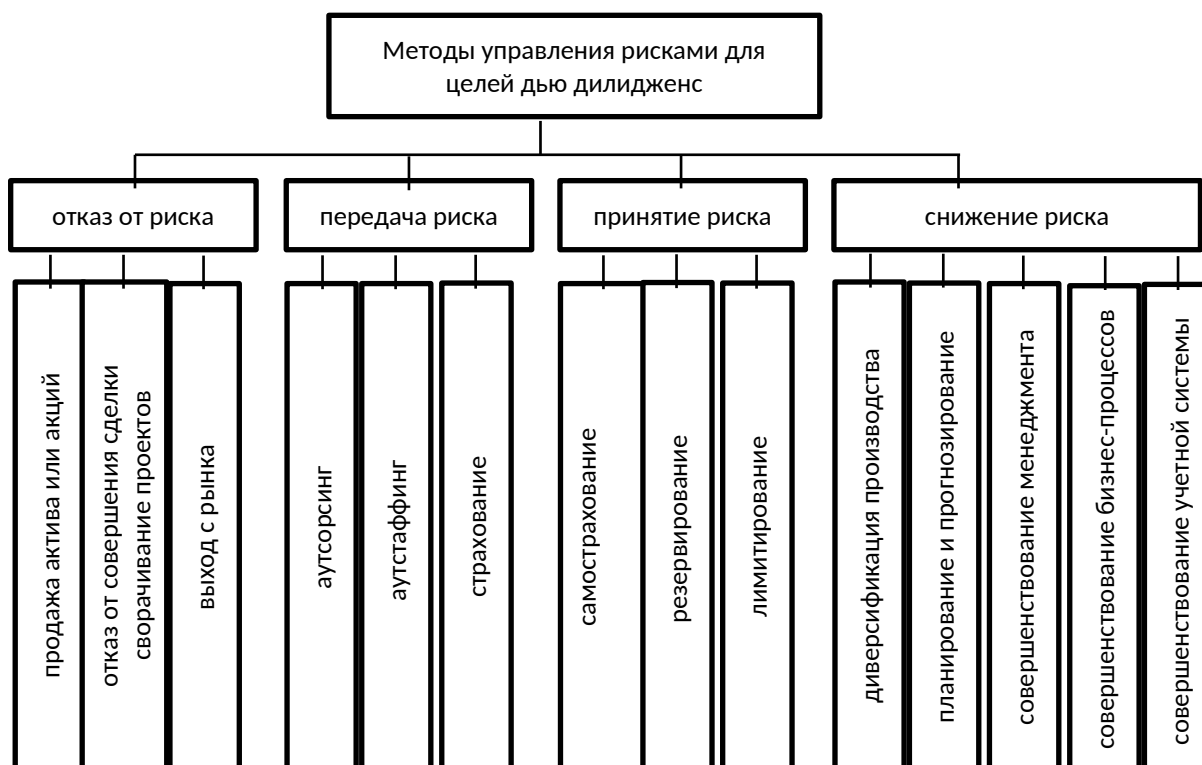 Методы управления рисками для
целей дью дилидженс
отказ от риска
передача риска
принятие риска
снижение риска
продажа актива или акций
отказ от совершения сделки
сворачивание проектов
выход с рынка
аутсорсинг
аутстаффинг
страхование
самострахование
резервирование
лимитирование
диверсификация производства
планирование и прогнозирование
совершенствование менеджмента
совершенствование бизнес-процессов
совершенствование учетной системы